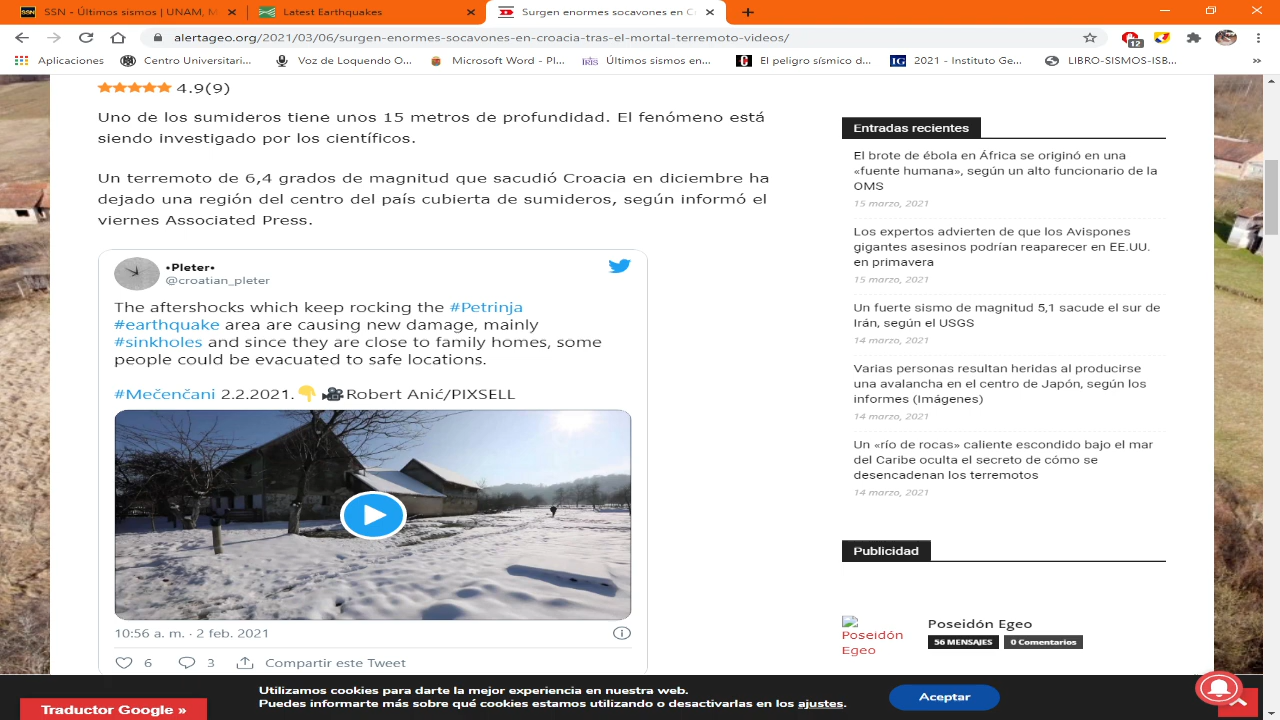 SSN - Últimos sismos | UNAM, M
Latest Earthquakes
Surgen enormes socavones en C
alertageo.org/2021/03/06/surgen-enormes-socavones-en-croacia-tras-el-mortal-terremoto-videos/
12
Aplicaciones
Centro Universitari...
Voz de Loquendo O...
Microsoft Word - Pl...
Últimos sismos en...
El peligro sísmico d...
2021 - Instituto Ge...
LIBRO-SISMOS-ISB...
4.9(9)
Uno de los sumideros tiene unos 15 metros de profundidad. El fenómeno está
siendo investigado por los científicos.
Un terremoto de 6,4 grados de magnitud que sacudió Croacia en diciembre ha
dejado una región del centro del país cubierta de sumideros, según informó el
viernes Associated Press.
•Pleter•
@croatian_pleter
The aftershocks which keep rocking the #Petrinja
#earthquake area are causing new damage, mainly
#sinkholes and since they are close to family homes, some
people could be evacuated to safe locations.
#Mečenčani 2.2.2021. Robert Anić/PIXSELL
10:56 a. m. · 2 feb. 2021
6
3
Compartir este Tweet
Entradas recientes
El brote de ébola en África se originó en una
«fuente humana», según un alto funcionario de la
OMS
15 marzo, 2021
Los expertos advierten de que los Avispones
gigantes asesinos podrían reaparecer en EE.UU.
en primavera
15 marzo, 2021
Un fuerte sismo de magnitud 5,1 sacude el sur de
Irán, según el USGS
14 marzo, 2021
Varias personas resultan heridas al producirse
una avalancha en el centro de Japón, según los
informes (Imágenes)
14 marzo, 2021
Un «río de rocas» caliente escondido bajo el mar
del Caribe oculta el secreto de cómo se
desencadenan los terremotos
14 marzo, 2021
Publicidad
Poseidón
Egeo
Poseidón Egeo
56 MENSAJES
0 Comentarios
Utilizamos cookies para darte la mejor experiencia en nuestra web.
Puedes informarte más sobre qué cookies estamos utilizando o desactivarlas en los ajustes.
Aceptar
Traductor Google »